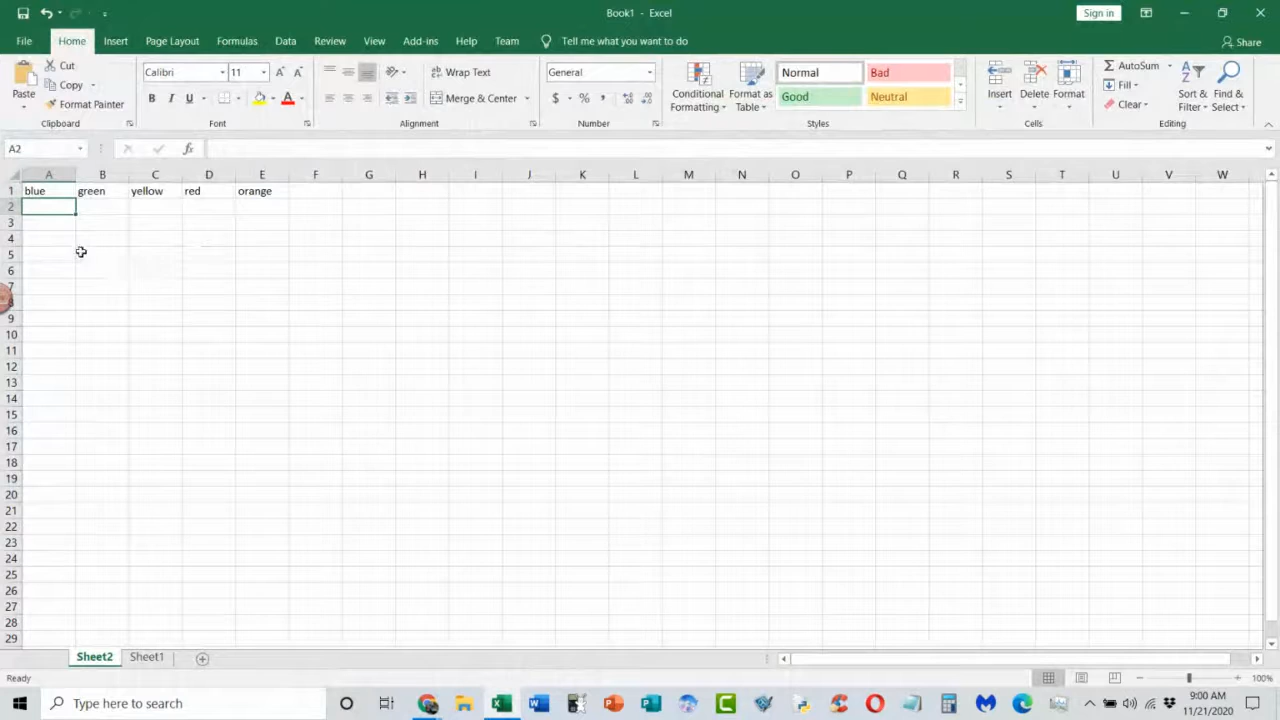 Book1 - Excel
Sign in
File Home Insert Page Layout Formulas Data Review View Add-ins Help Team Tell me what you want to do Share
Paste Cut Copy Format Painter
Calibri 11
B I U
Wrap Text
Merge & Center
General
$ % ,
Conditional Formatting
Format as Table
Normal Bad
Good Neutral
Insert Delete Format
AutoSum
Fill
Clear
Sort & Filter
Find & Select
Clipboard Font Alignment Number Styles Cells Editing
A2 fx
A B C D E F G H I J K L M N O P Q R S T U V W
1 blue green yellow red orange
2
3
4
5
6
7
8
9
10
11
12
13
14
15
16
17
18
19
20
21
22
23
24
25
26
27
28
29
Sheet2 Sheet1
Ready 100%
Type here to search
9:00 AM
11/21/2020